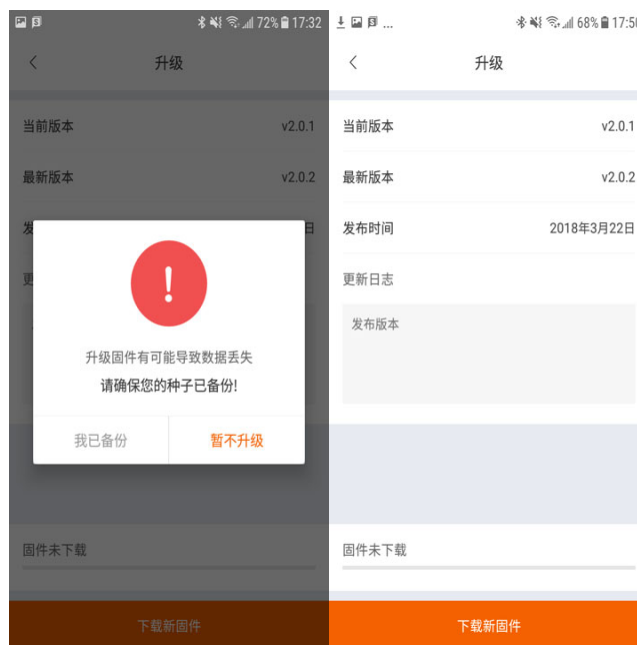 72% 17:32
升级
当前版本 v2.0.1
最新版本 v2.0.2
发 日
更
升级固件有可能导致数据丢失
请确保您的种子已备份!
我已备份 暂不升级
固件未下载
下载新固件
... 68% 17:50
升级
当前版本 v2.0.1
最新版本 v2.0.2
发布时间 2018年3月22日
更新日志
发布版本
固件未下载
下载新固件